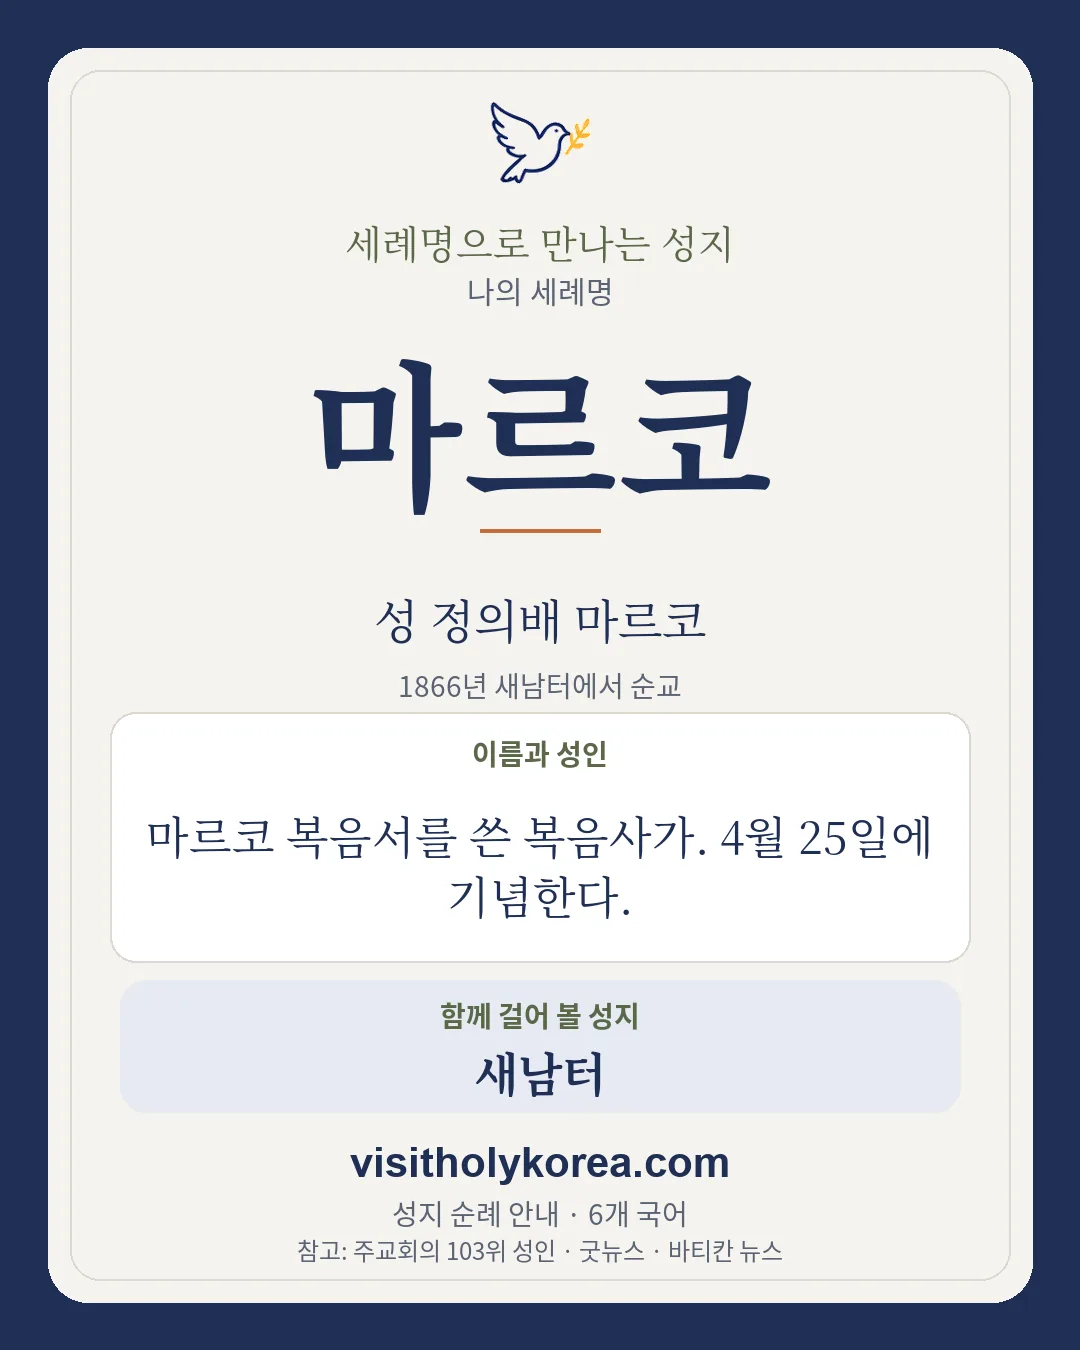 세례명으로 만나는 성지
나의 세례명
마르코
성 정의배 마르코
1866년 새남터에서 순교
이름과 성인
마르코 복음서를 쓴 복음사가. 4월 25일에
기념한다.
함께 걸어 볼 성지
새남터
visitholykorea.com
성지 순례 안내 · 6개 국어
참고: 주교회의 103위 성인 · 굿뉴스 · 바티칸 뉴스